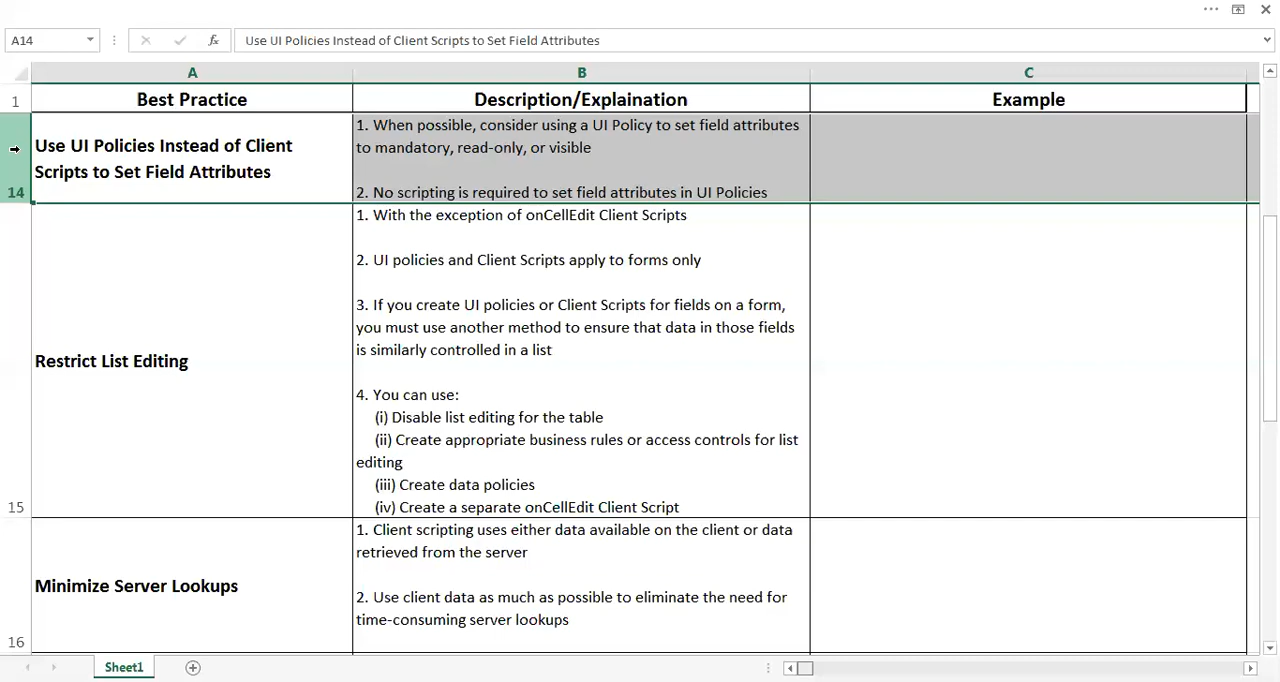 A14
fx
Use UI Policies Instead of Client Scripts to Set Field Attributes
A
B
C
1
Best Practice
Description/Explaination
Example
14
Use UI Policies Instead of Client
Scripts to Set Field Attributes
1. When possible, consider using a UI Policy to set field attributes
to mandatory, read-only, or visible
2. No scripting is required to set field attributes in UI Policies
15
Restrict List Editing
1. With the exception of onCellEdit Client Scripts
2. UI policies and Client Scripts apply to forms only
3. If you create UI policies or Client Scripts for fields on a form,
you must use another method to ensure that data in those fields
is similarly controlled in a list
4. You can use:
(i) Disable list editing for the table
(ii) Create appropriate business rules or access controls for list
editing
(iii) Create data policies
(iv) Create a separate onCellEdit Client Script
16
Minimize Server Lookups
1. Client scripting uses either data available on the client or data
retrieved from the server
2. Use client data as much as possible to eliminate the need for
time-consuming server lookups
Sheet1